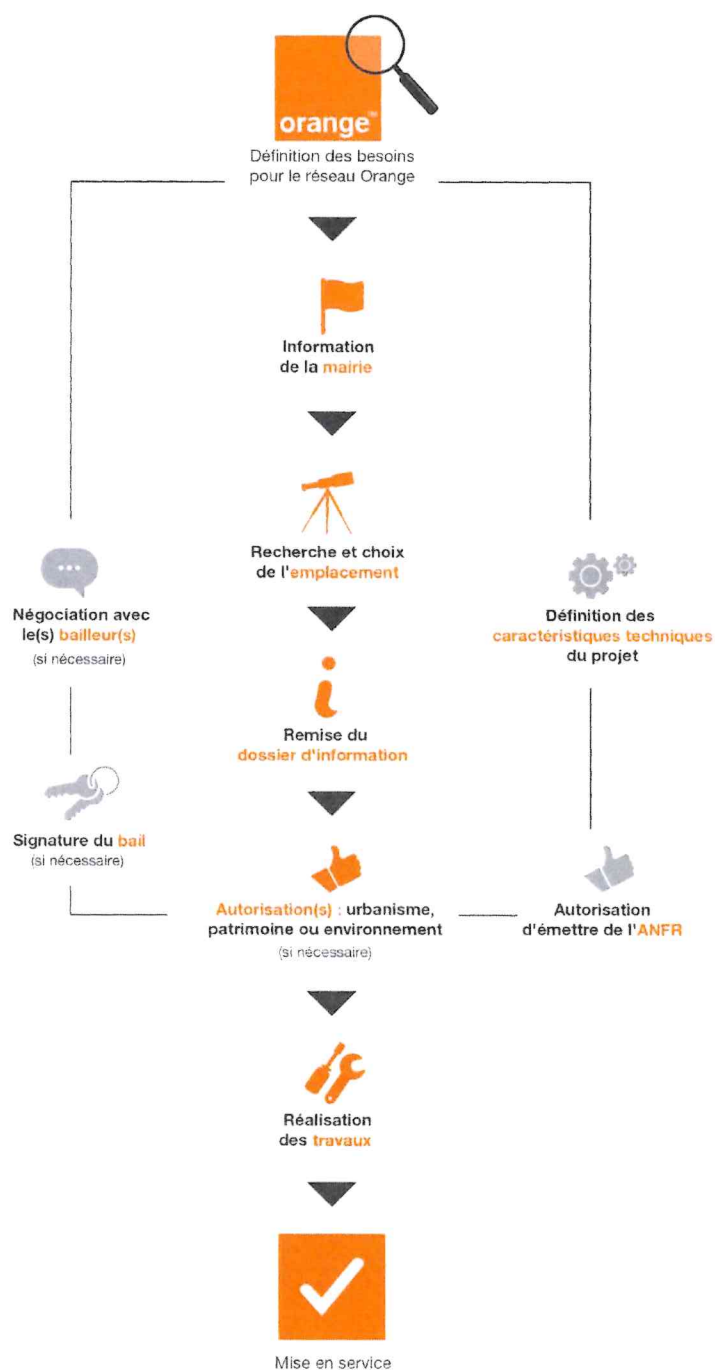 orange™
Définition des besoins
pour le réseau Orange
Information
de la mairie
Recherche et choix
de l'emplacement
Négociation avec
le(s) bailleur(s)
(si nécessaire)
Définition des
caractéristiques techniques
du projet
Remise du
dossier d'information
Signature du bail
(si nécessaire)
Autorisation(s) : urbanisme,
patrimoine ou environnement
(si nécessaire)
Autorisation
d'émettre de l'ANFR
Réalisation
des travaux
Mise en service